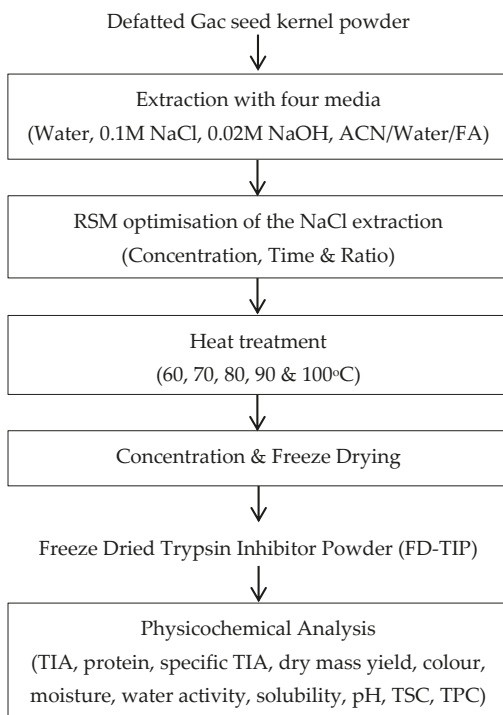 Defatted Gac seed kernel powder
Extraction with four media
(Water, 0.1M NaCl, 0.02M NaOH, ACN/Water/FA)
RSM optimisation of the NaCl extraction
(Concentration, Time & Ratio)
Heat treatment
(60, 70, 80, 90 & 100ºC)
Concentration & Freeze Drying
Freeze Dried Trypsin Inhibitor Powder (FD-TIP)
Physicochemical Analysis
(TIA, protein, specific TIA, dry mass yield, colour,
moisture, water activity, solubility, pH, TSC, TPC)